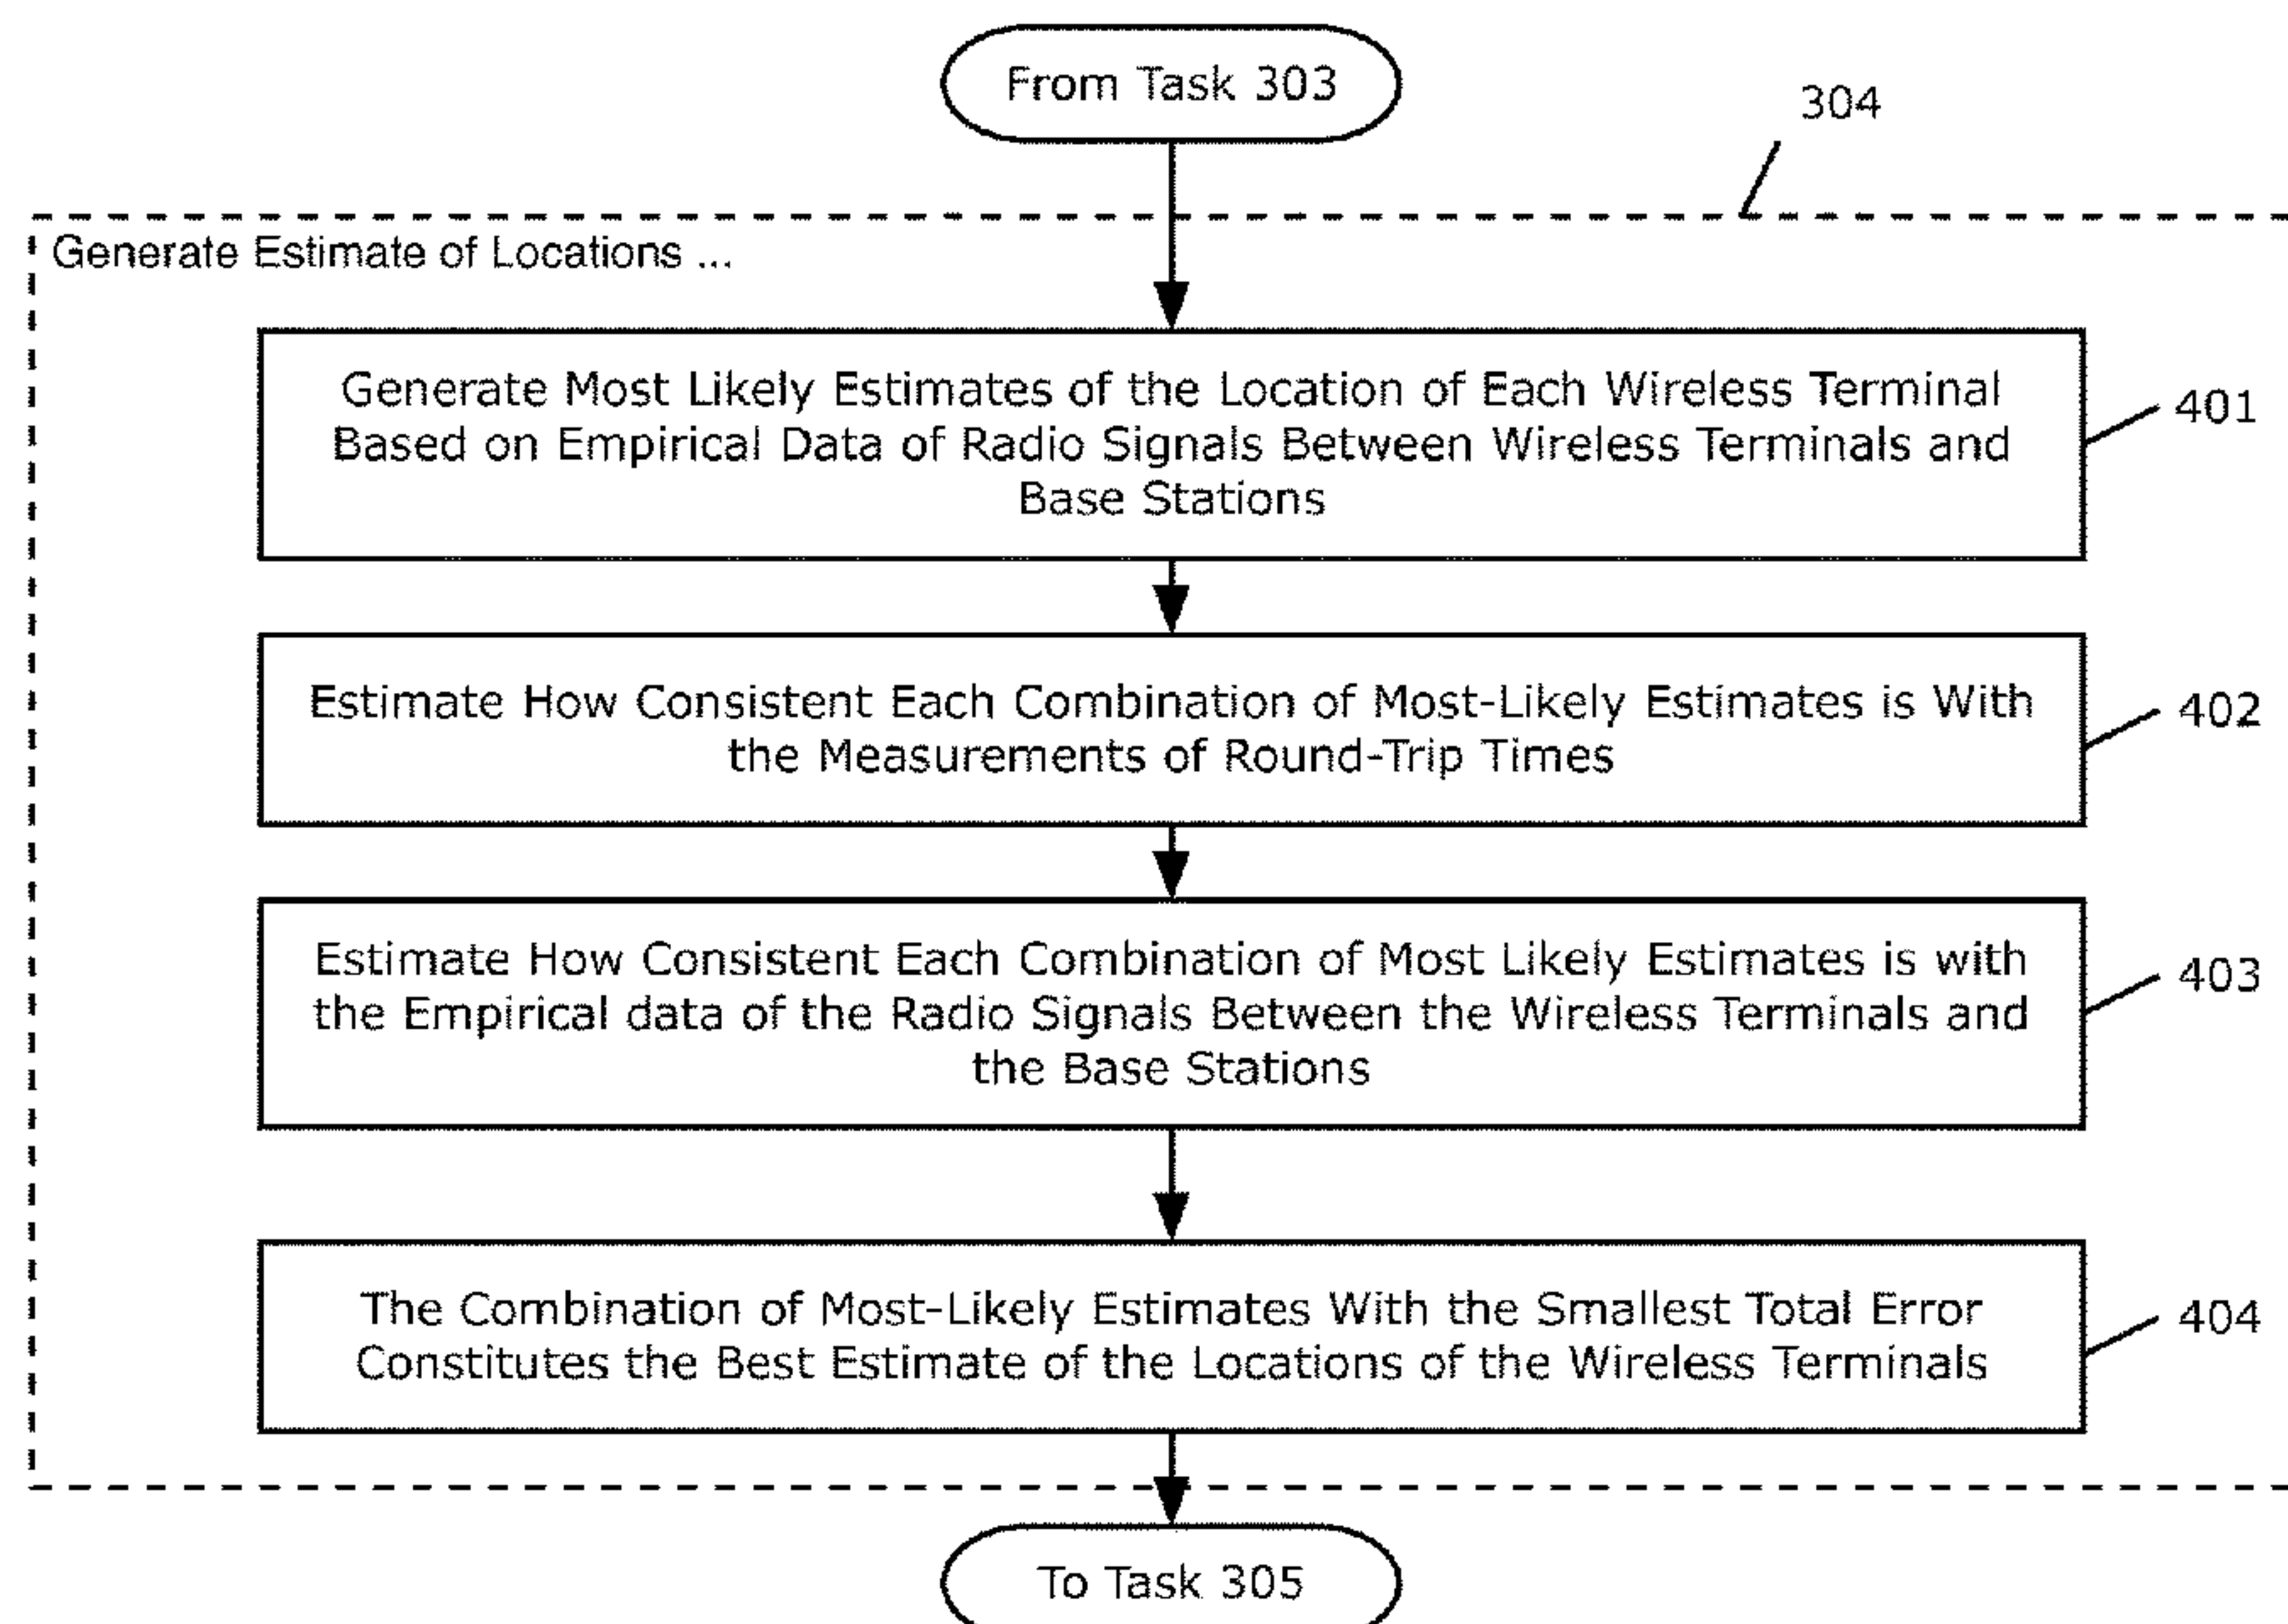 From Task 303
304
Generate Estimate of Locations ...
Generate Most Likely Estimates of the Location of Each Wireless Terminal
Based on Empirical Data of Radio Signals Between Wireless Terminals and
Base Stations
401
Estimate How Consistent Each Combination of Most-Likely Estimates is With
the Measurements of Round-Trip Times
402
Estimate How Consistent Each Combination of Most Likely Estimates is with
the Empirical data of the Radio Signals Between the Wireless Terminals and
the Base Stations
403
The Combination of Most-Likely Estimates With the Smallest Total Error
Constitutes the Best Estimate of the Locations of the Wireless Terminals
404
To Task 305